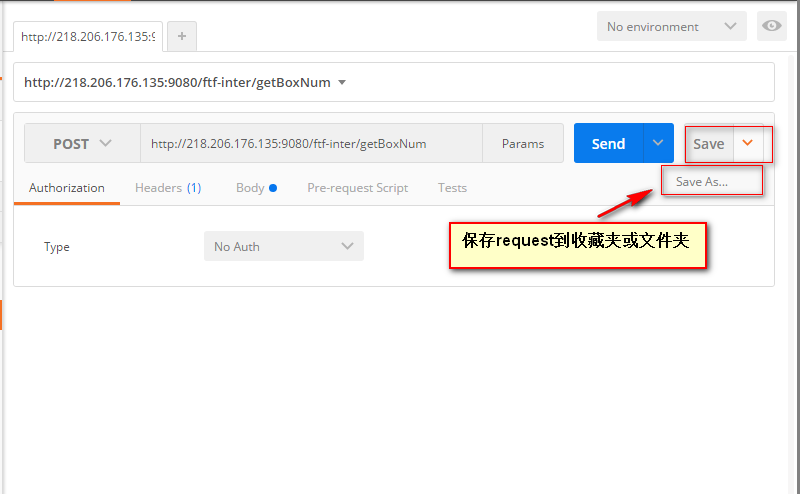 http://218.206.176.135:9
+
No environment
http://218.206.176.135:9080/ftf-inter/getBoxNum
POST
http://218.206.176.135:9080/ftf-inter/getBoxNum
Params
Send
Save
Authorization
Headers (1)
Body
Pre-request Script
Tests
Save As...
保存request到收藏夹或文件夹
Type
No Auth